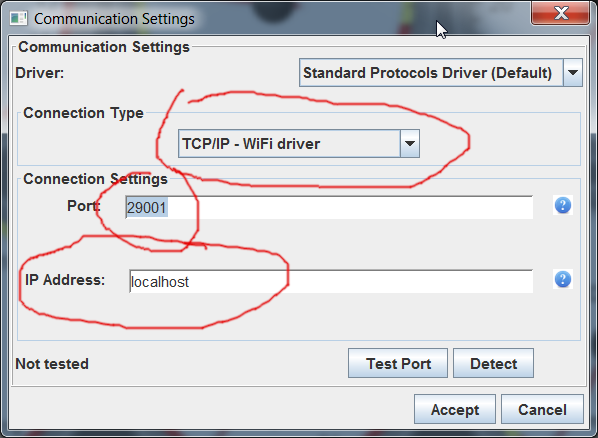 Communication Settings
Communication Settings
Driver: Standard Protocols Driver (Default)
Connection Type
TCP/IP - WiFi driver
Connection Settings
Port: 29001 ?
IP Address: localhost ?
Not tested Test Port Detect
Accept Cancel